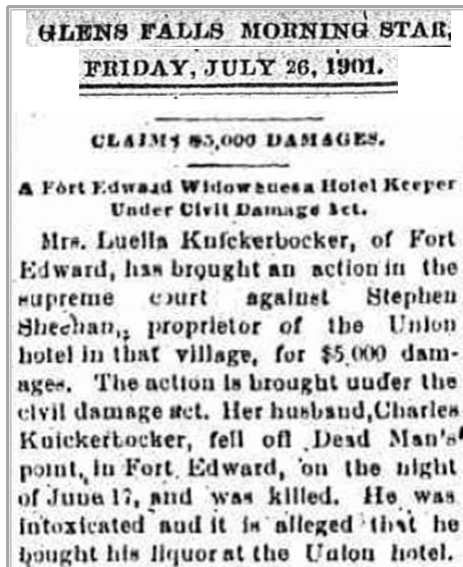 GLENS FALLS MORNING STAR,
FRIDAY, JULY 26, 1901.
CLAIMS $5,000 DAMAGES.
A Fort Edward Widow Sues a Hotel Keeper
Under Civil Damage Act.
Mrs. Luella Knickerbocker, of Fort
Edward, has brought an action in the
supreme court against Stephen
Sheehan, proprietor of the Union
hotel in that village, for $5,000 dam-
ages. The action is brought under the
civil damage act. Her husband, Charles
Knickerbocker, fell off Dead Man's
point, in Fort Edward, on the night
of June 17, and was killed. He was
intoxicated and it is alleged that he
bought his liquor at the Union hotel.